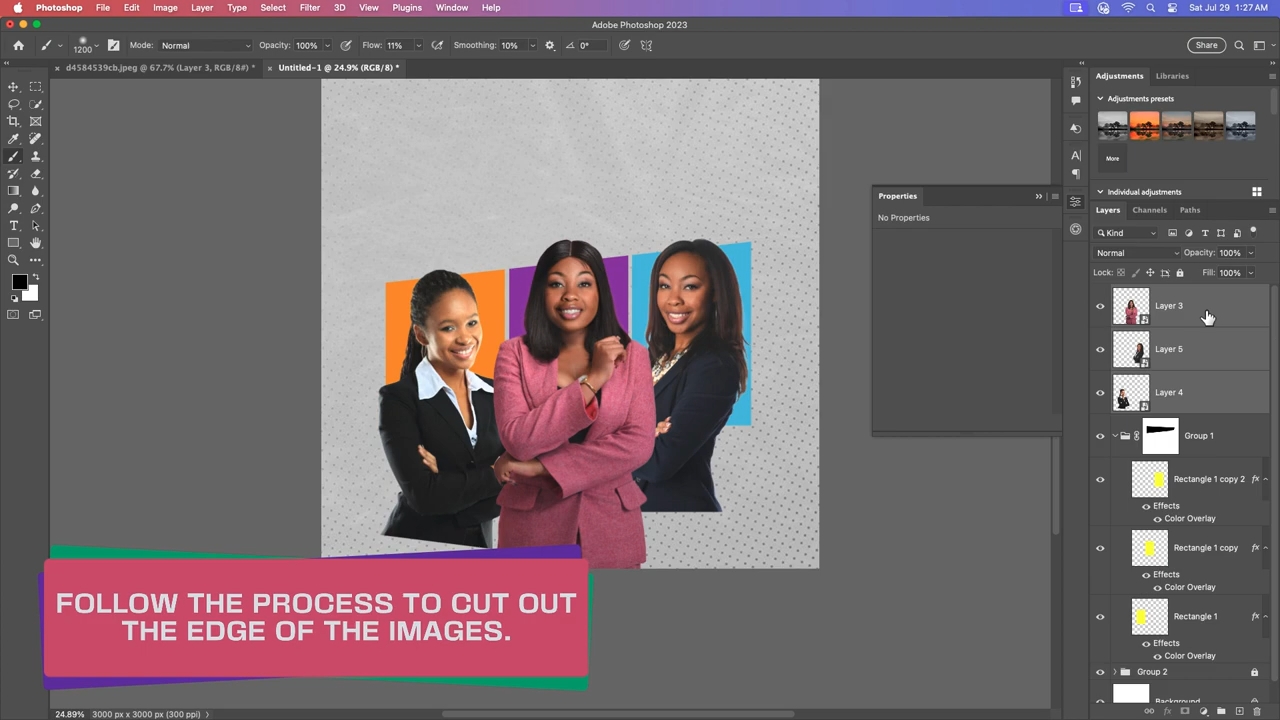 Photoshop File Edit Image Layer Type Select Filter 3D View Plugins Window Help Sat Jul 29 1:27 AM
Adobe Photoshop 2023
1200 Mode: Normal Opacity: 100% Flow: 11% Smoothing: 10% 0° Share
d4584539cb.jpeg @ 67.7% (Layer 3, RGB/8#) * Untitled-1 @ 24.9% (RGB/8) *
Adjustments Libraries
Adjustments presets
More
Individual adjustments
Properties
No Properties
Layers Channels Paths
Kind
Normal Opacity: 100%
Lock: Fill: 100%
Layer 3
Layer 5
Layer 4
Group 1
Rectangle 1 copy 2 fx
Effects
Color Overlay
Rectangle 1 copy fx
Effects
Color Overlay
Rectangle 1 fx
Effects
Color Overlay
Group 2
Background
FOLLOW THE PROCESS TO CUT OUT
THE EDGE OF THE IMAGES.
24.89% 3000 px x 3000 px (300 ppi)